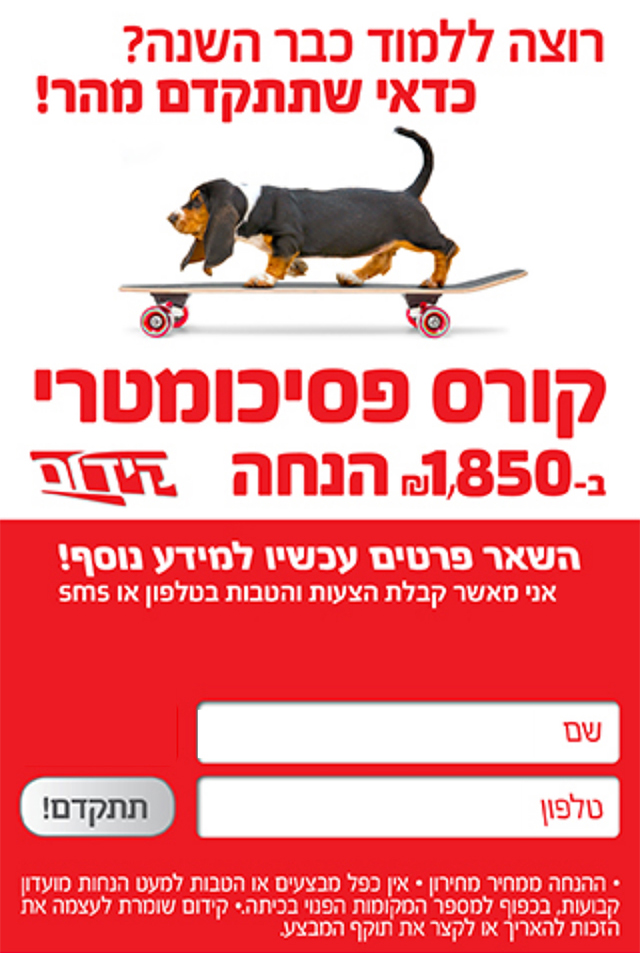 רוצה ללמוד כבר השנה?
כדאי שתתקדם מהר!
קורס פסיכומטרי
ב-1,850₪ הנחה
קידום
השאר פרטים עכשיו למידע נוסף!
אני מאשר קבלת הצעות והטבות בטלפון או sms
שם
טלפון
תתקדם!
• ההנחה ממחיר מחירון • אין כפל מבצעים או הטבות למעט הנחות מועדון
קבועות, בכפוף למספר המקומות הפנוי בכיתה.• קידום שומרת לעצמה את
הזכות להאריך או לקצר את תוקף המבצע.